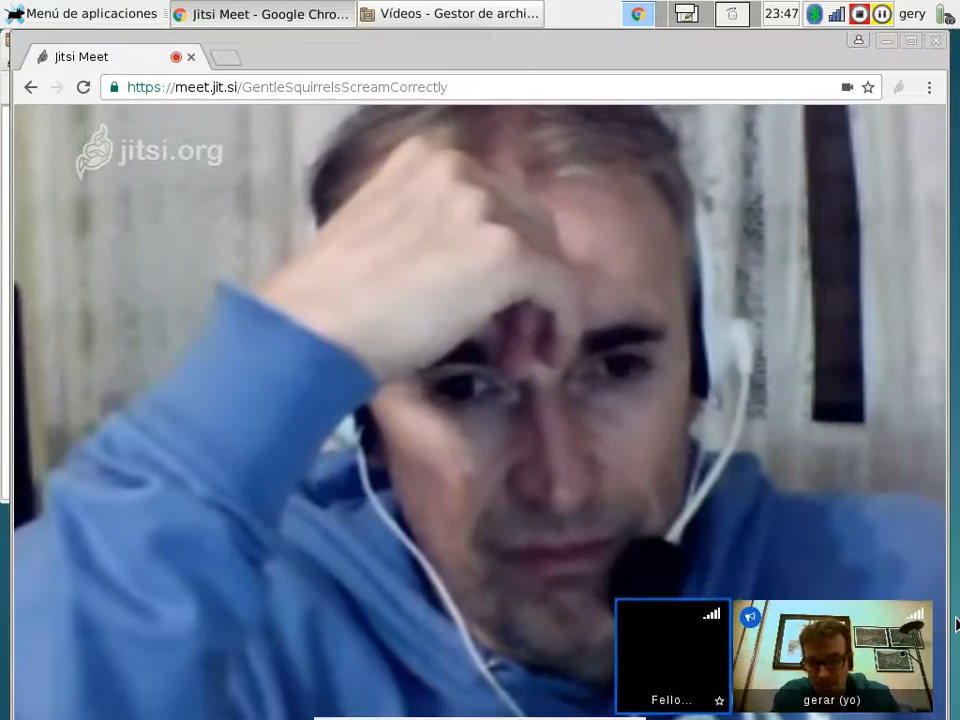 Menú de aplicaciones
Jitsi Meet - Google Chro...
Vídeos - Gestor de archi...
23:47
gery
Jitsi Meet
https://meet.jit.si/GentleSquirrelsScreamCorrectly
jitsi.org
Fello...
gerar (yo)